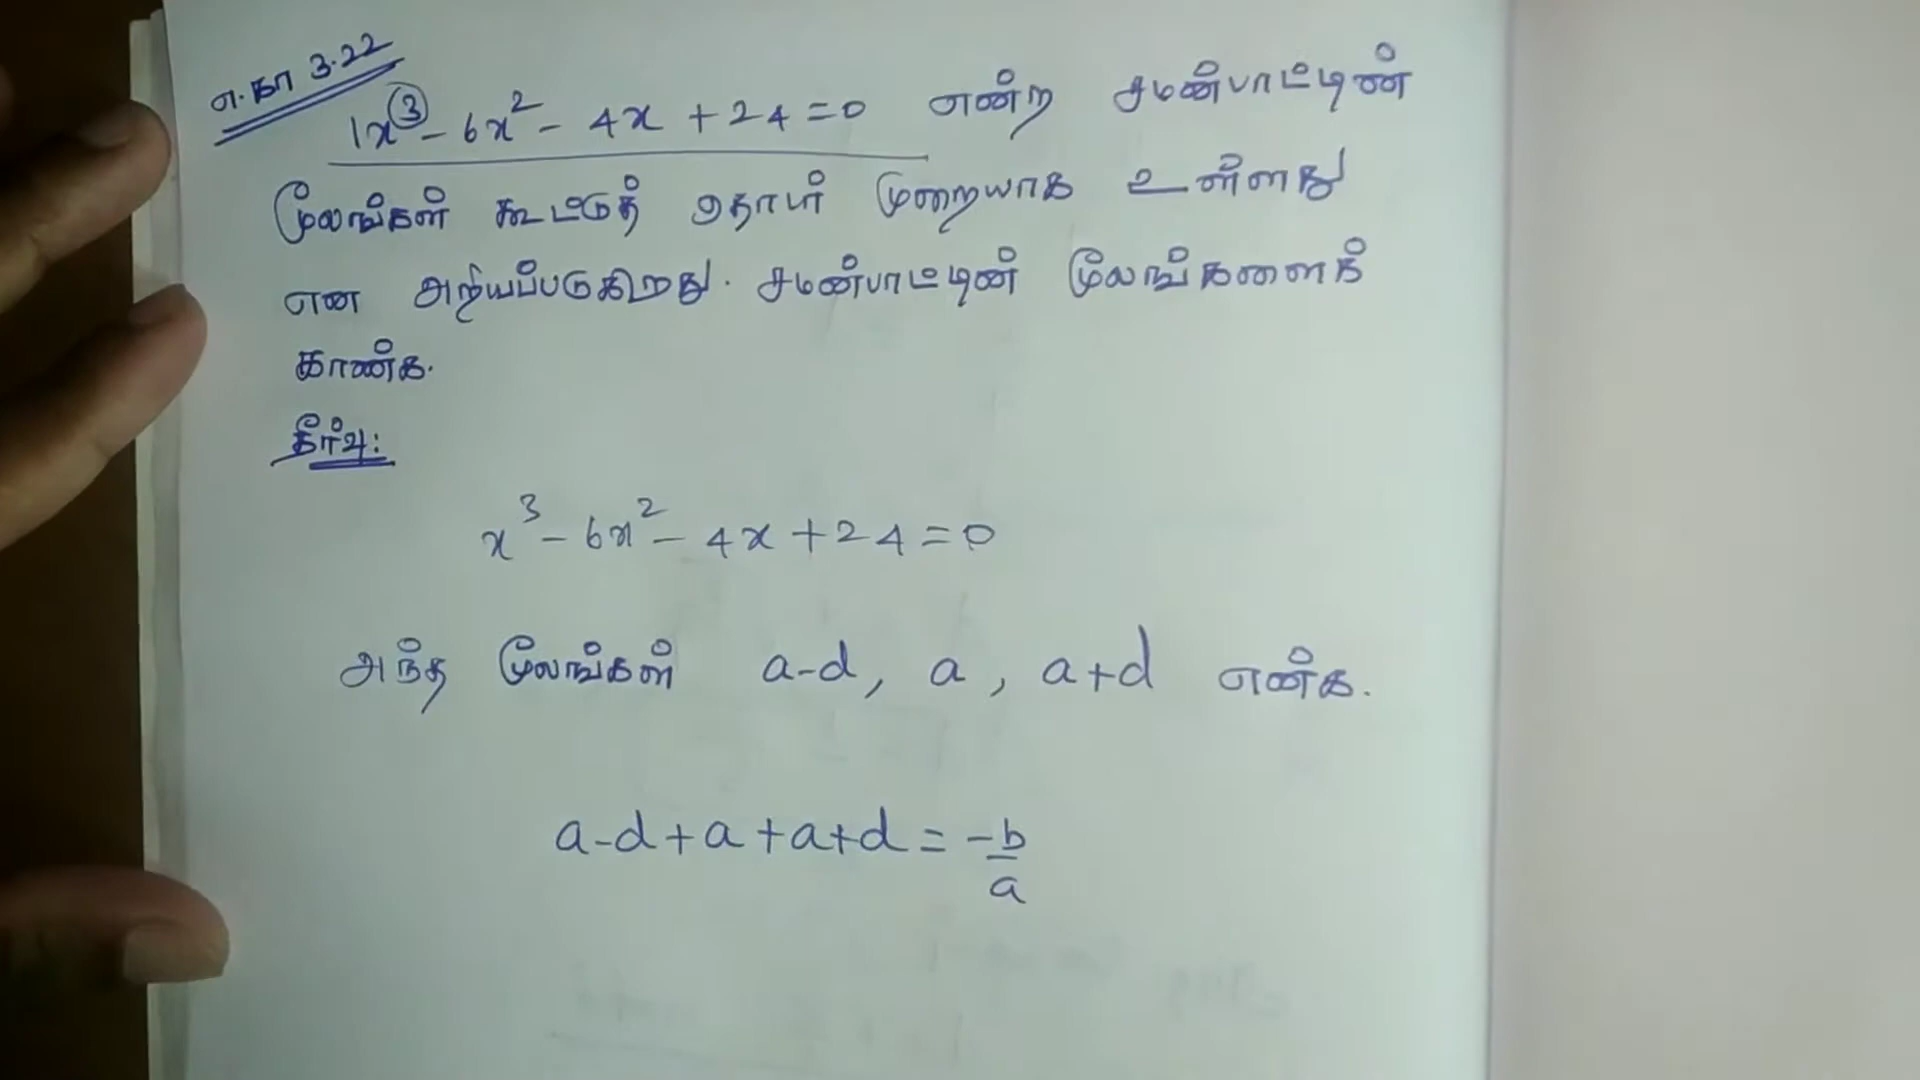 எ.கா 3.22
1x³ - 6x² - 4x + 24 = 0 என்ற சமன்பாட்டின்
மூலங்கள் கூட்டுத் தொடர் முறையாக உள்ளது
என அறியப்படுகிறது. சமன்பாட்டின் மூலங்களைக்
காண்க.
தீர்வு:
x³ - 6x² - 4x + 24 = 0
அந்த மூலங்கள் a-d, a, a+d என்க.
a-d + a + a+d = -b/a